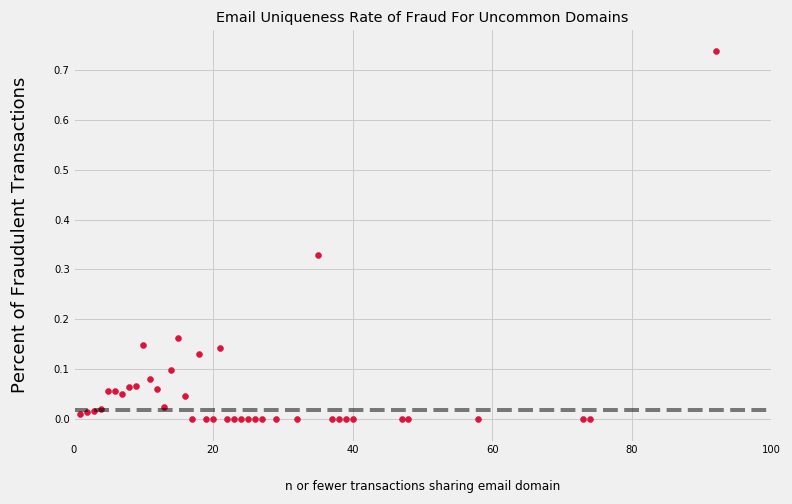 Email Uniqueness Rate of Fraud For Uncommon Domains
Percent of Fraudulent Transactions
0.7
0.6
0.5
0.4
0.3
0.2
0.1
0.0
0 20 40 60 80 100
n or fewer transactions sharing email domain